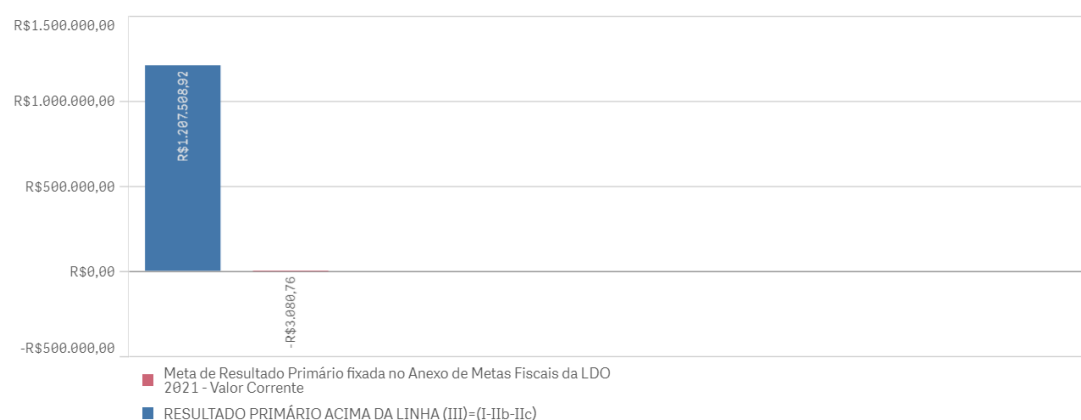 R$1.500.000,00
R$1.000.000,00
R$500.000,00
R$0,00
-R$500.000,00
R$1.207.508,92
-R$3.080,76
Meta de Resultado Primário fixada no Anexo de Metas Fiscais da LDO
2021 - Valor Corrente
RESULTADO PRIMÁRIO ACIMA DA LINHA (III)=(I-IIb-IIc)